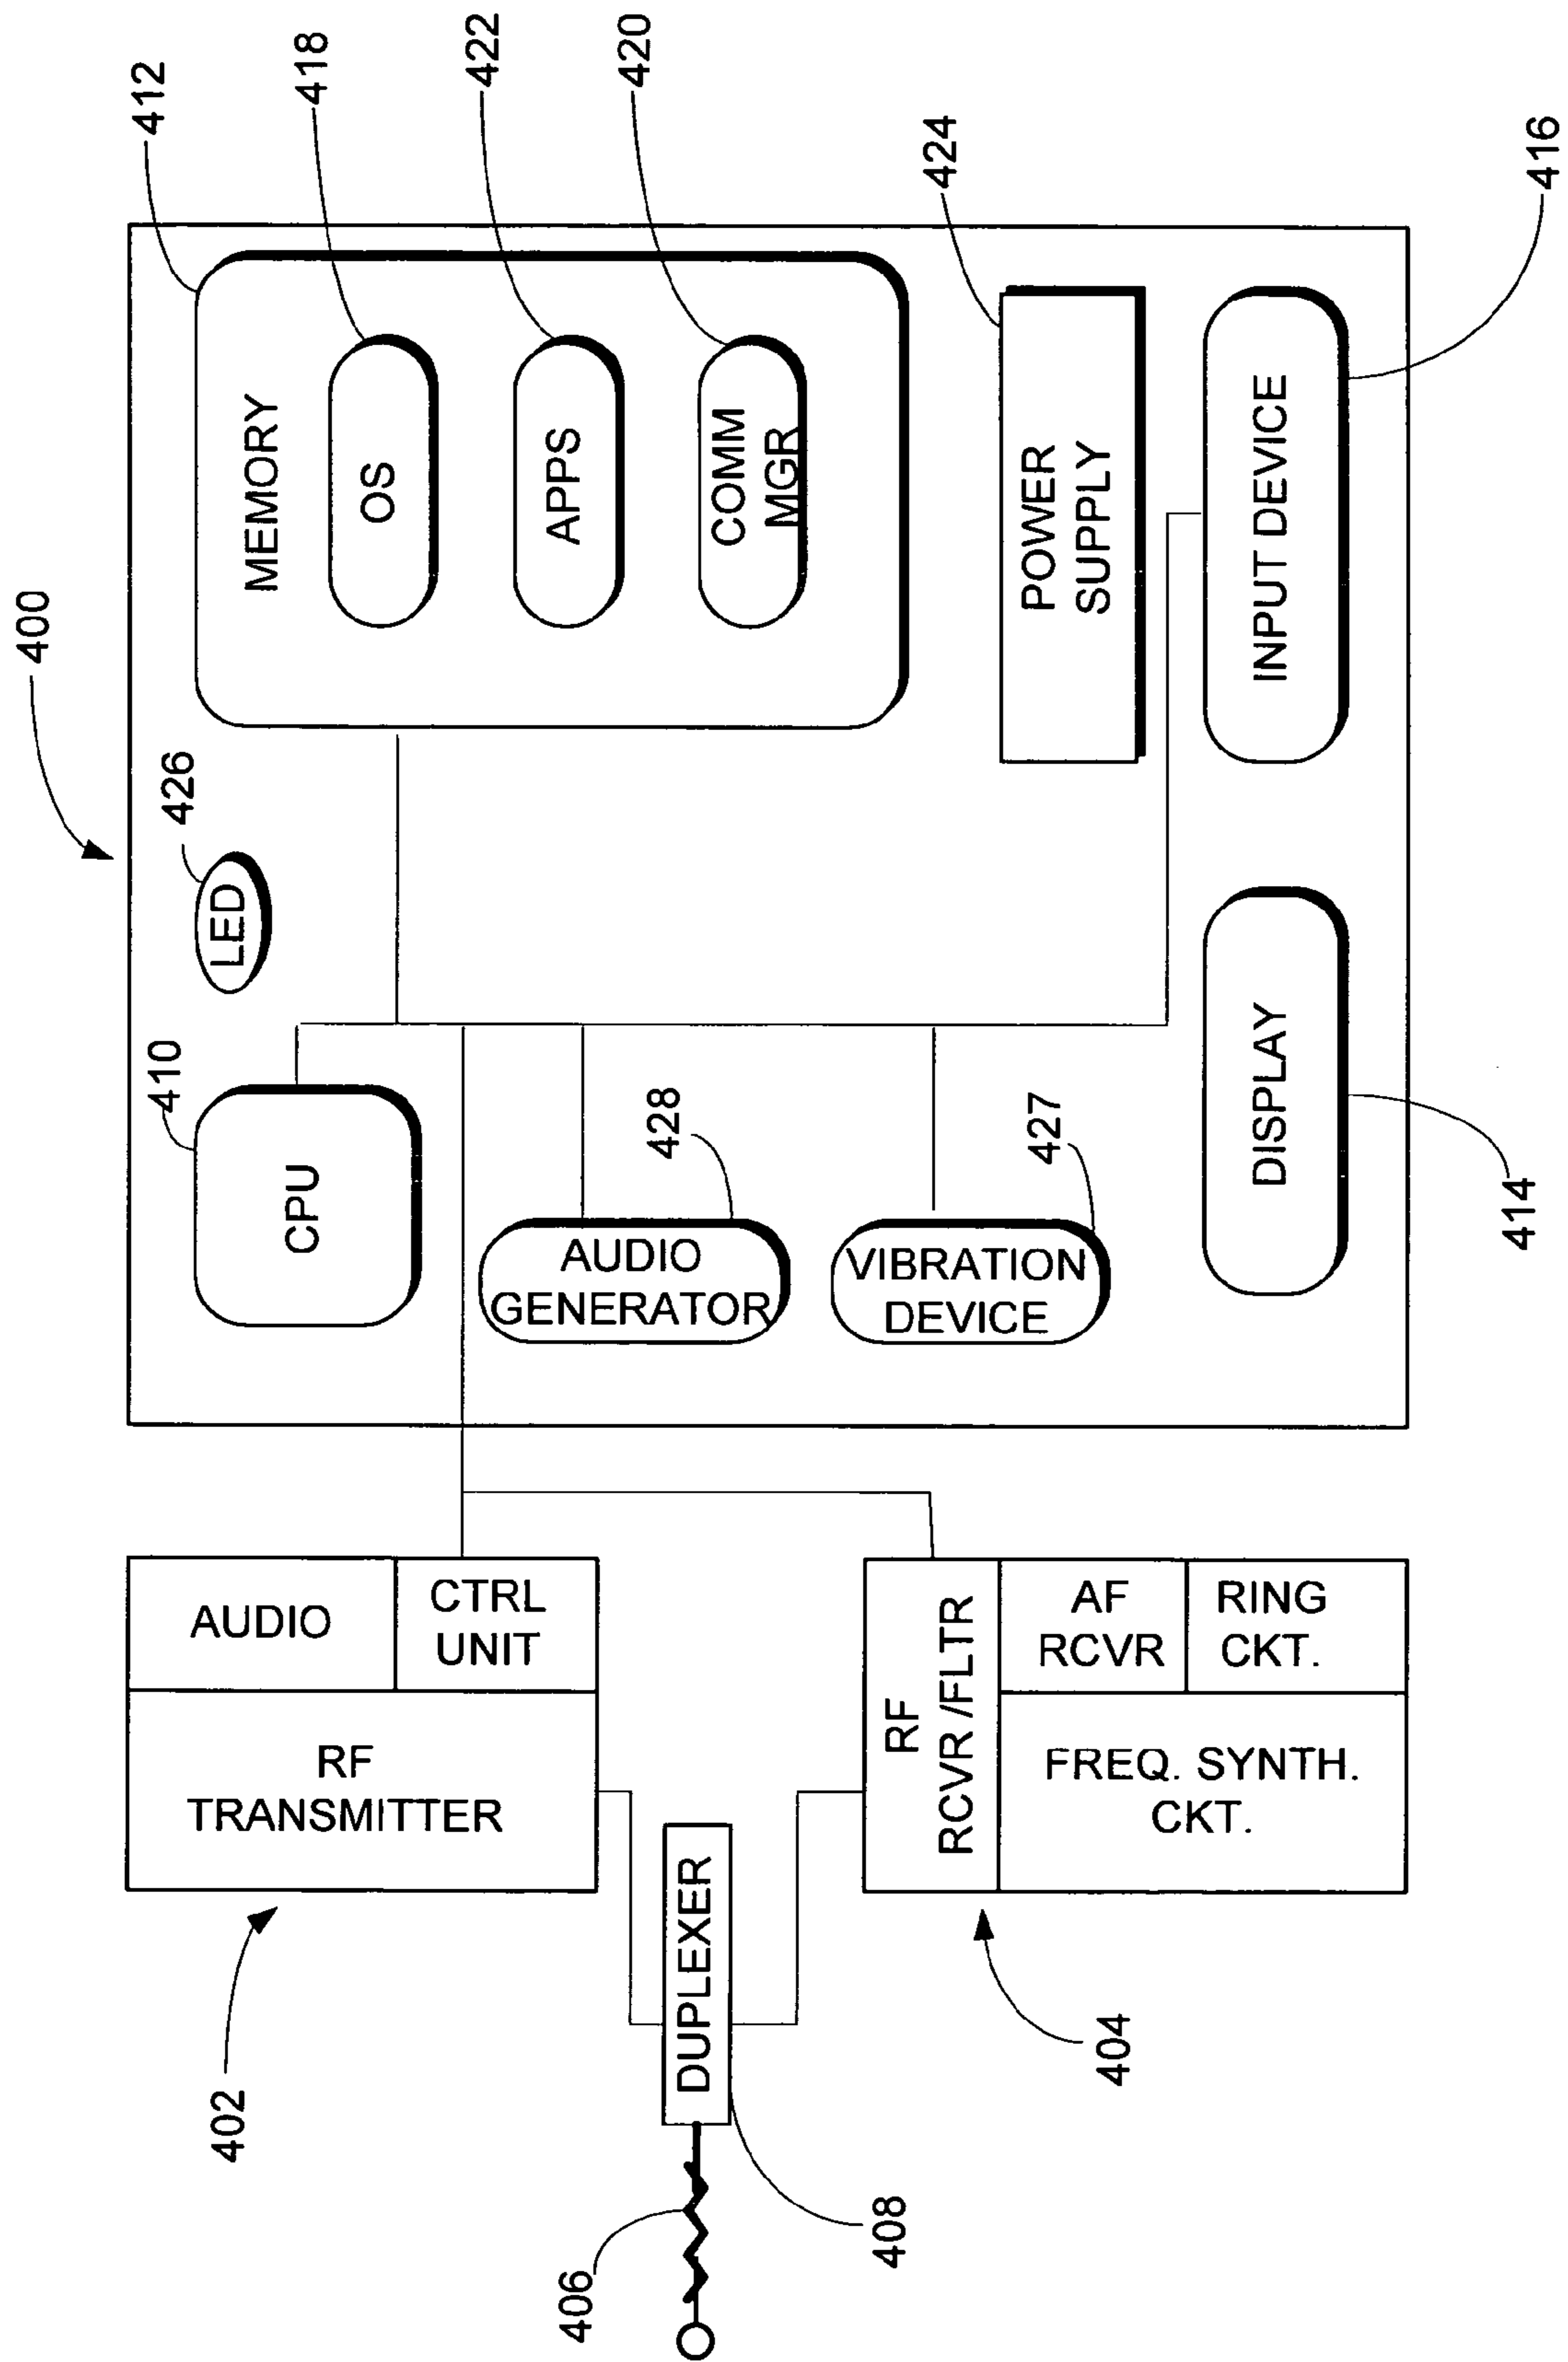 400
412
418
422
420
426
410
LED
MEMORY
OS
APPS
COMM
MGR
CPU
428
AUDIO
GENERATOR
427
VIBRATION
DEVICE
424
POWER
SUPPLY
416
INPUT DEVICE
DISPLAY
414
402
AUDIO
CTRL
UNIT
RF
TRANSMITTER
406
DUPLEXER
408
404
RF
RCVR /FLTR
AF
RCVR
RING
CKT.
FREQ. SYNTH.
CKT.